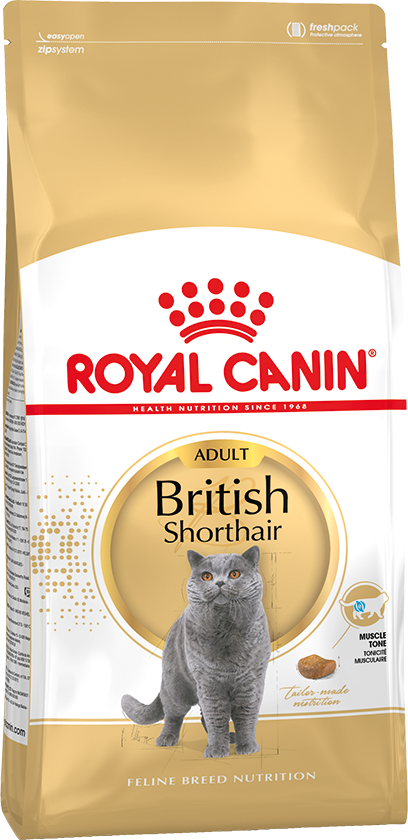 easyopen
zipsystem
freshpack
Protective atmosphere
ROYAL CANIN®
HEALTH NUTRITION SINCE 1968
ADULT
British
Shorthair
MUSCLE
TONE
TONICITÉ
MUSCULAIRE
Tailor-made
nutrition
FELINE BREED NUTRITION